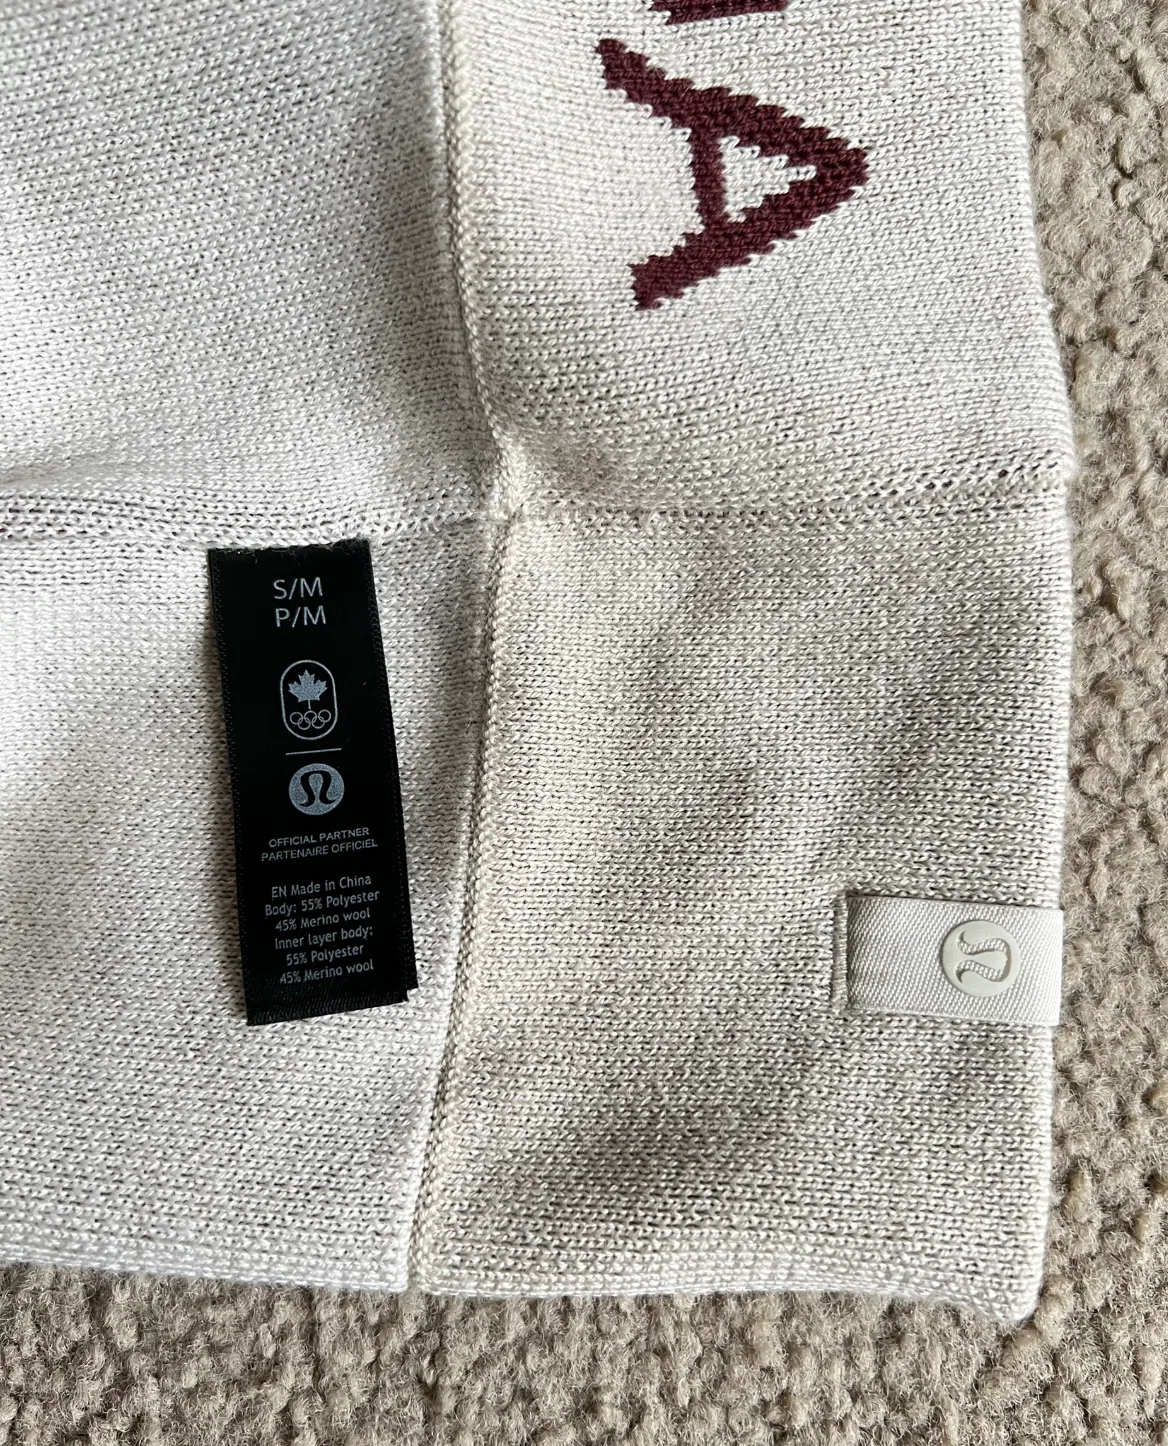 A
S/M
P/M
OFFICIAL PARTNER
PARTENAIRE OFFICIEL
EN Made in China
Body: 55% Polyester
45% Merino wool
Inner layer body:
55% Polyester
45% Merino wool